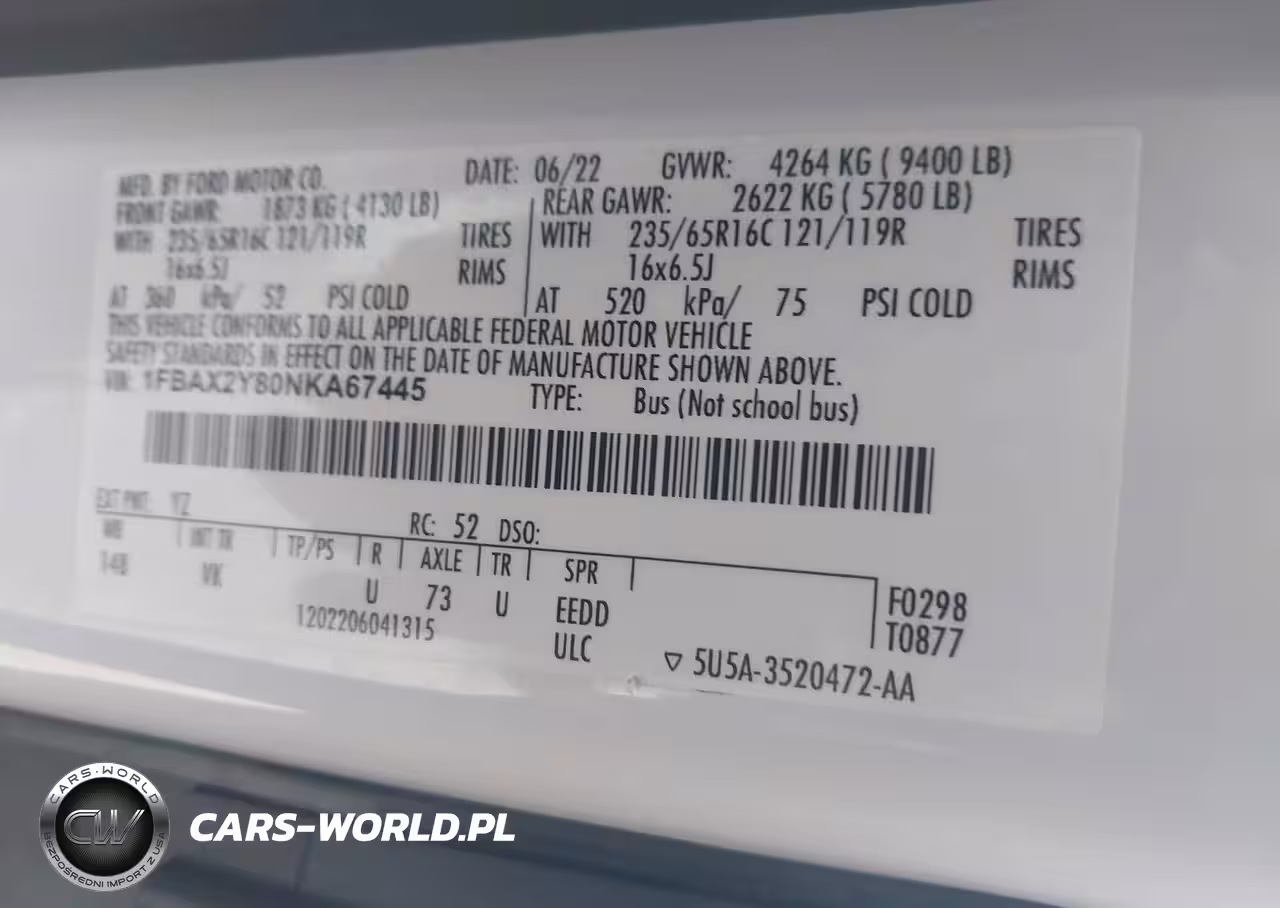 MFD. BY FORD MOTOR CO. DATE: 06/22 GVWR: 4264 KG ( 9400 LB)
FRONT GAWR: 1873 KG ( 4130 LB) REAR GAWR: 2622 KG ( 5780 LB)
WITH 235/65R16C 121/119R TIRES WITH 235/65R16C 121/119R TIRES
16x6.5J RIMS 16x6.5J RIMS
AT 360 kPa/ 52 PSI COLD AT 520 kPa/ 75 PSI COLD
THIS VEHICLE CONFORMS TO ALL APPLICABLE FEDERAL MOTOR VEHICLE
SAFETY STANDARDS IN EFFECT ON THE DATE OF MANUFACTURE SHOWN ABOVE.
VIN: 1FBAX2Y80NKA67445 TYPE: Bus (Not school bus)
EXT PNT: YZ RC: 52 DSO:
WB INT TR TP/PS R AXLE TR SPR
148 VK U 73 U EEDD F0298
1202206041315 ULC T0877
▽ 5U5A-3520472-AA
CARS-WORLD
CW
BEZPOŚREDNI IMPORT Z USA
CARS-WORLD.PL